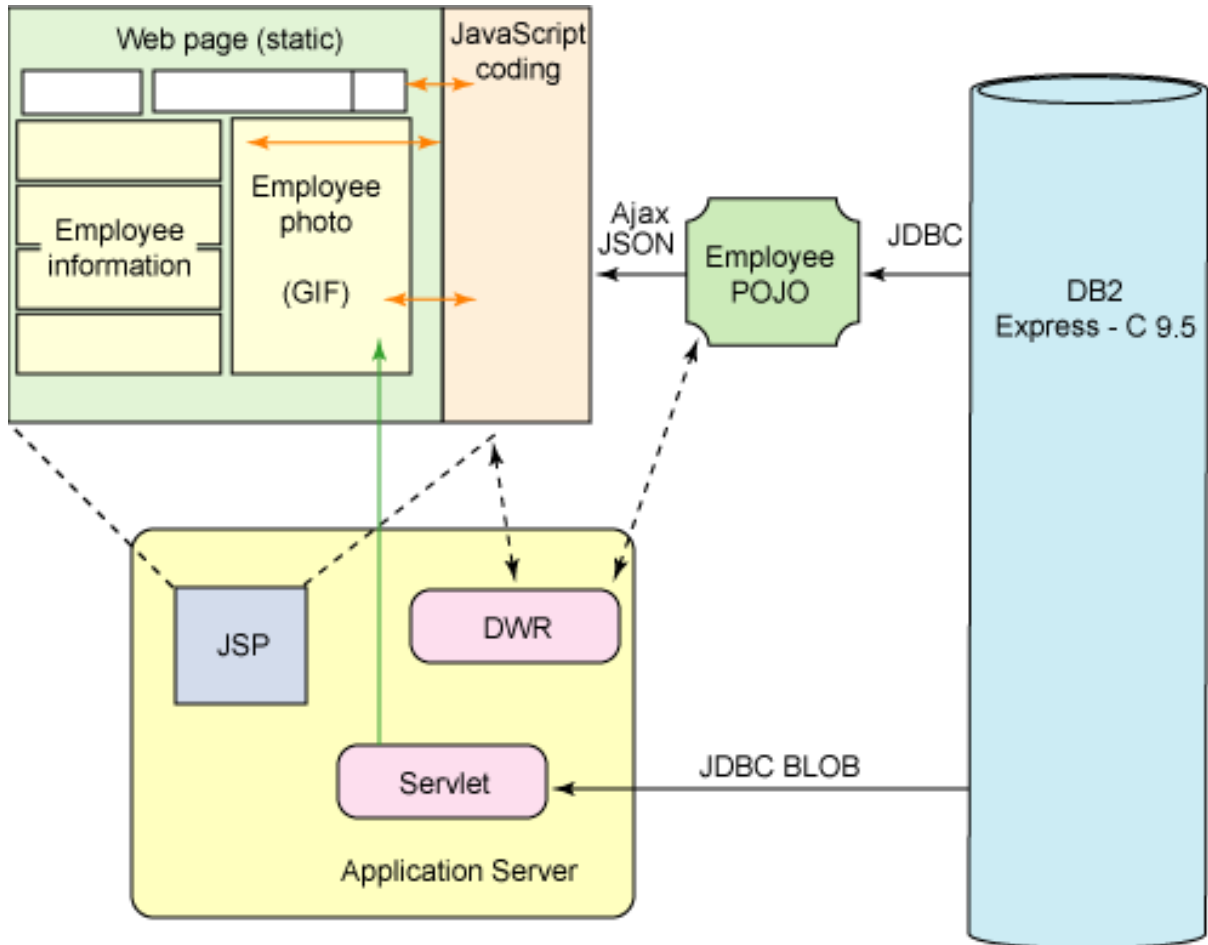 Web page (static)
JavaScript
coding
Employee
information
Employee
photo
(GIF)
Ajax
JSON
Employee
POJO
JDBC
DB2
Express - C 9.5
JSP
DWR
Servlet
JDBC BLOB
Application Server